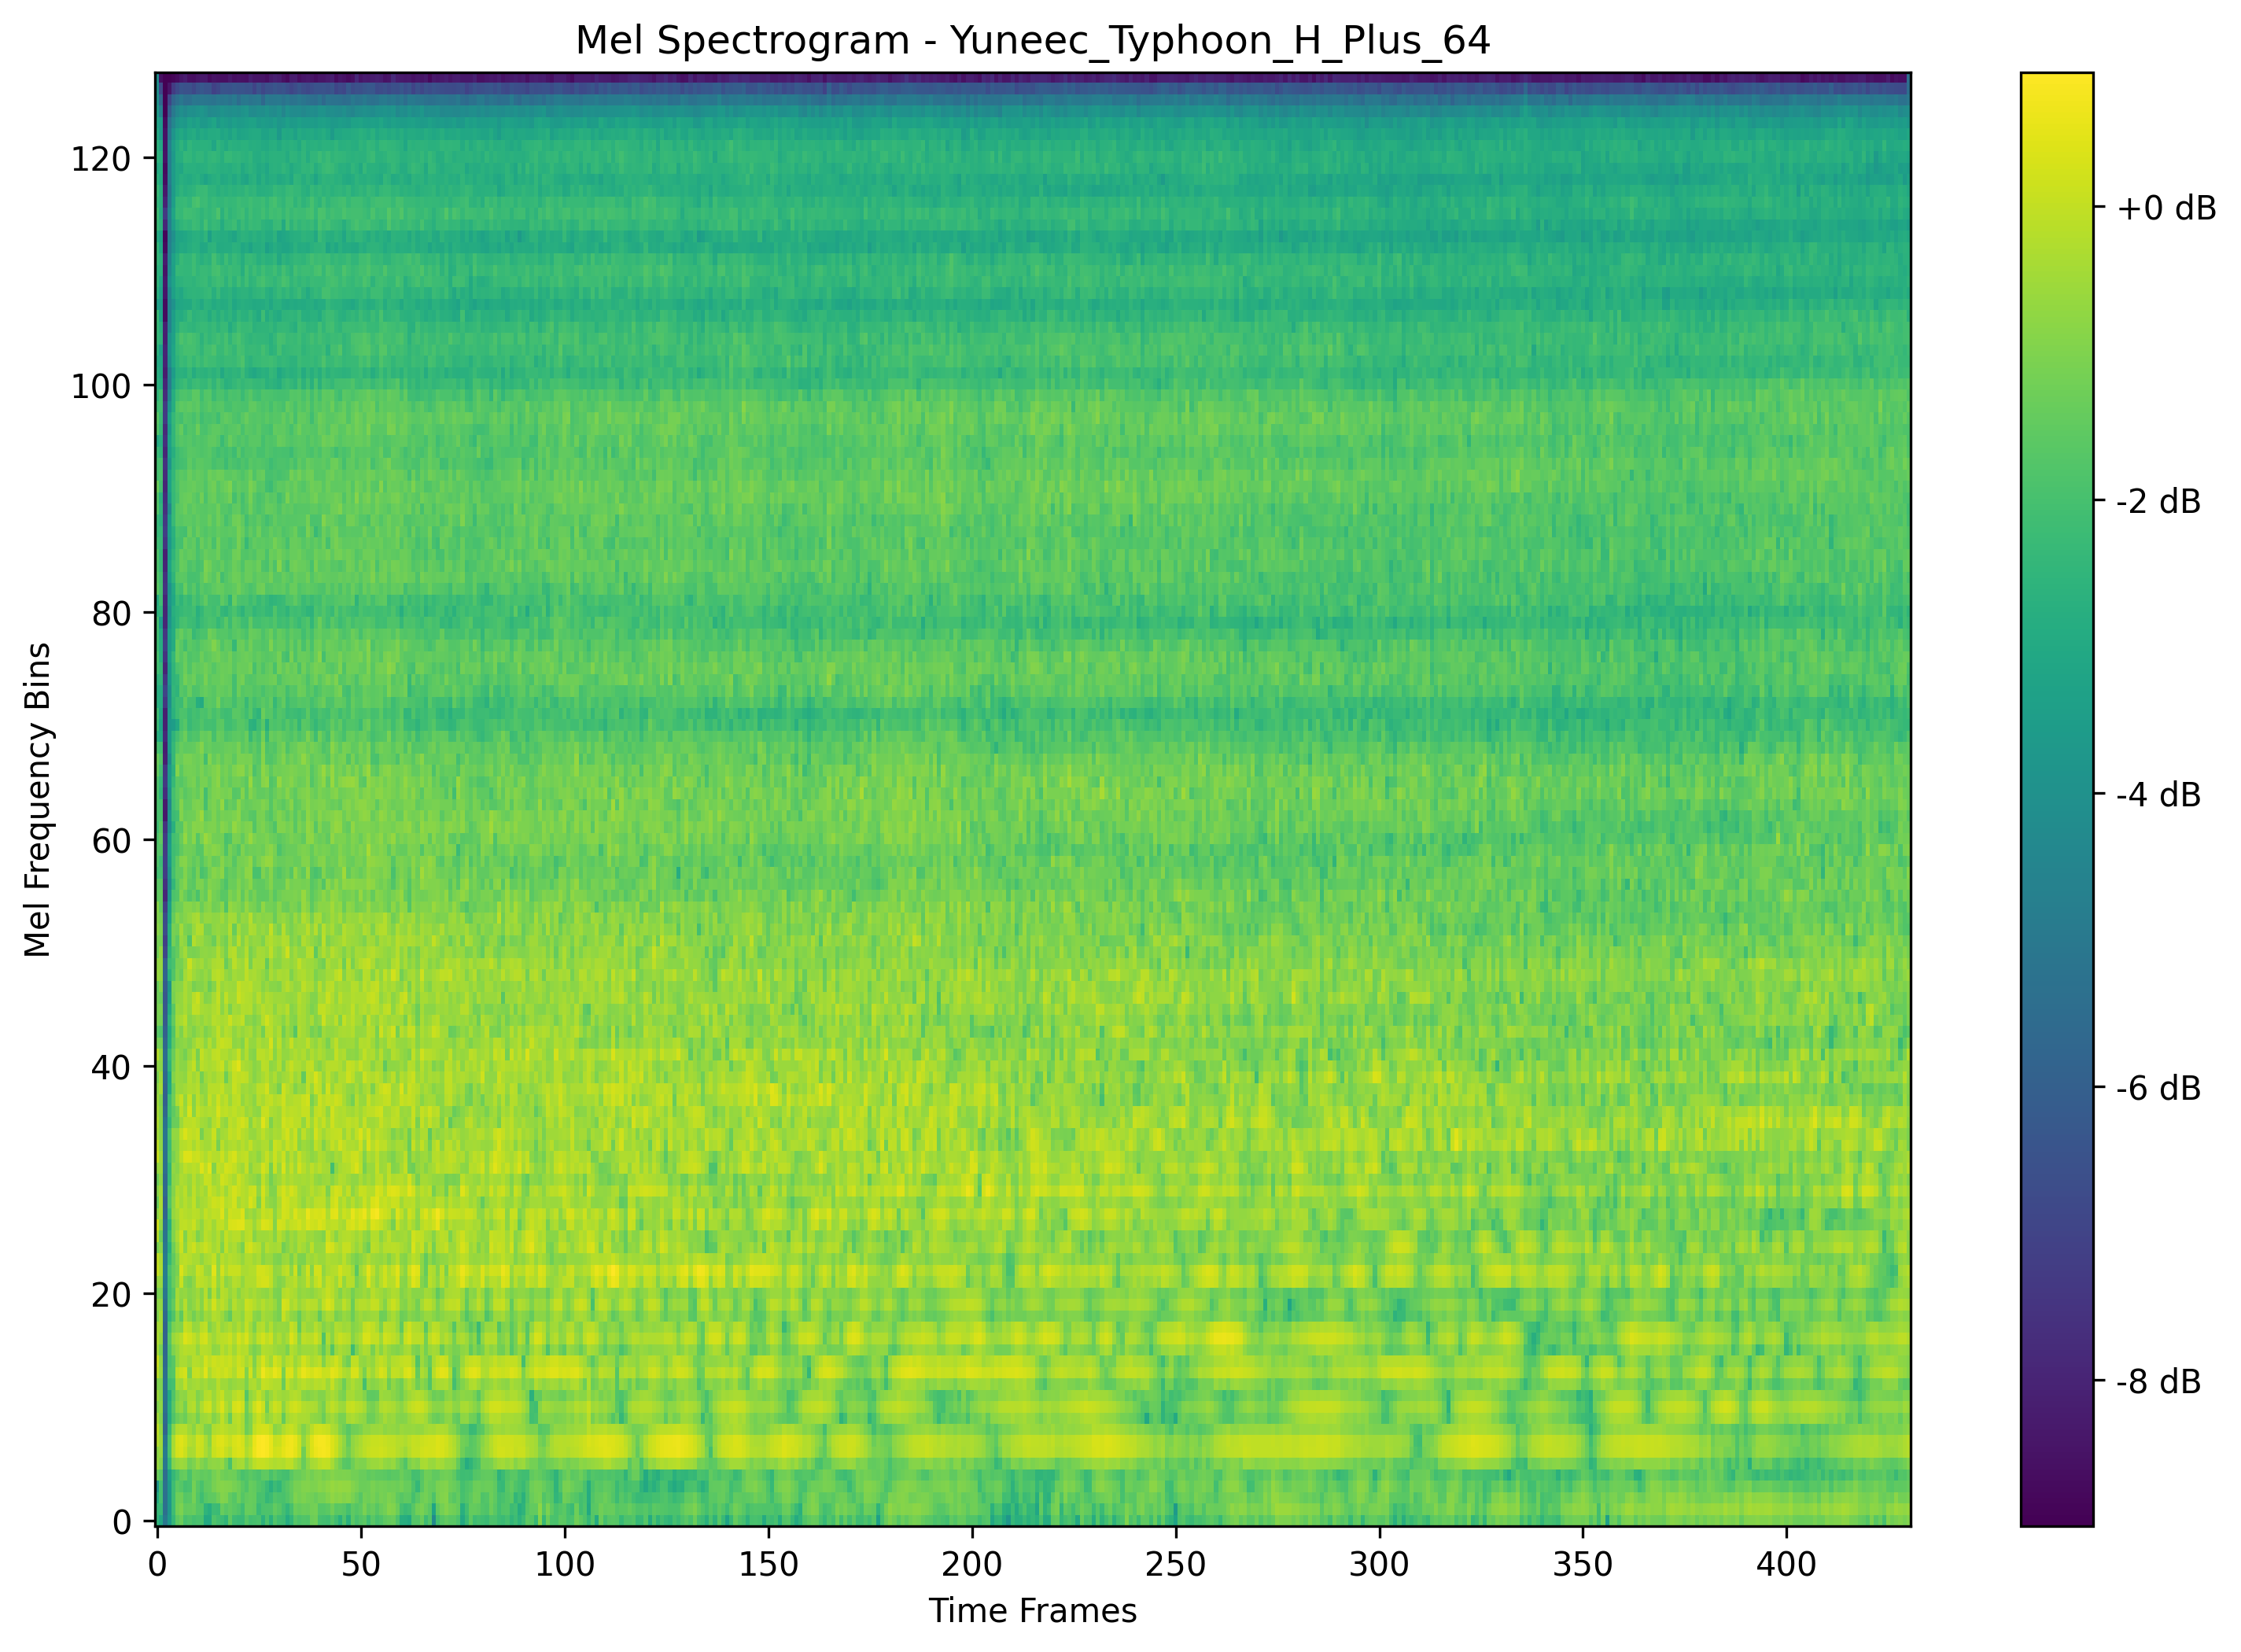 Mel Spectrogram - Yuneec_Typhoon_H_Plus_64
Mel Frequency Bins
120
100
80
60
40
20
0
0 50 100 150 200 250 300 350 400
Time Frames
+0 dB
-2 dB
-4 dB
-6 dB
-8 dB